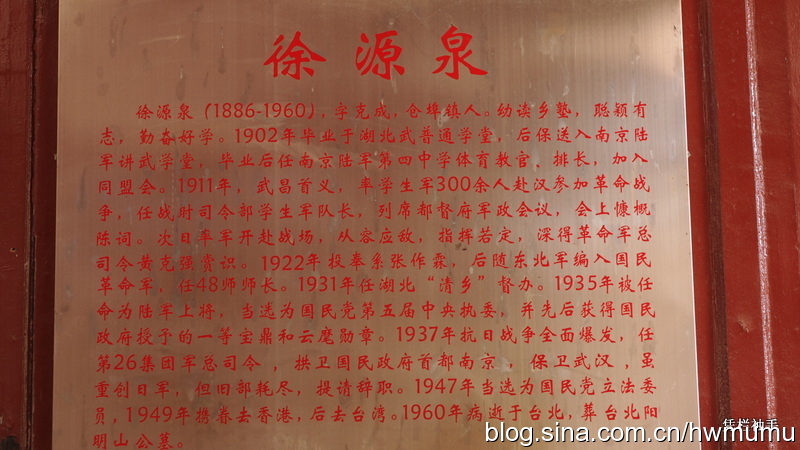 徐源泉
徐源泉（1886-1960），字克成，仓埠镇人。幼读乡塾，聪颖有
志，勤奋好学。1902年毕业于湖北武普通学堂，后保送入南京陆
军讲武学堂，毕业后任南京陆军第四中学体育教官、排长，加入
同盟会。1911年，武昌首义，率学生军300余人赴汉参加革命战
争，任战时司令部学生军队长，列席都督府军政会议，会上慷概
陈词。次日率军开赴战场，从容应敌，指挥若定，深得革命军总
司令黄克强赏识。1922年投奉系张作霖，后随东北军编入国民
革命军，任48师师长。1931年任湖北“清乡”督办。1935年被任
命为陆军上将，当选为国民党第五届中央执委，并先后获得国民
政府授予的一等宝鼎和云麾勋章。1937年抗日战争全面爆发，任
第26集团军总司令，拱卫国民政府首都南京、保卫武汉，虽
重创日军，但旧部耗尽，提请辞职。1947年当选为国民党立法委
员，1949年携眷去香港，后去台湾。1960年病逝于台北，葬台北阳
明山公墓。
凭栏袖手
blog.sina.com.cn/hwmumu